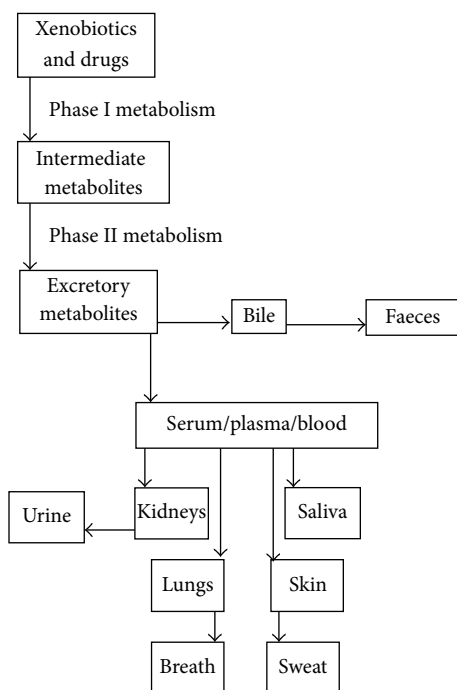 Xenobiotics
and drugs
Phase I metabolism
Intermediate
metabolites
Phase II metabolism
Excretory
metabolites
Bile
Faeces
Serum/plasma/blood
Urine
Kidneys
Saliva
Lungs
Skin
Breath
Sweat